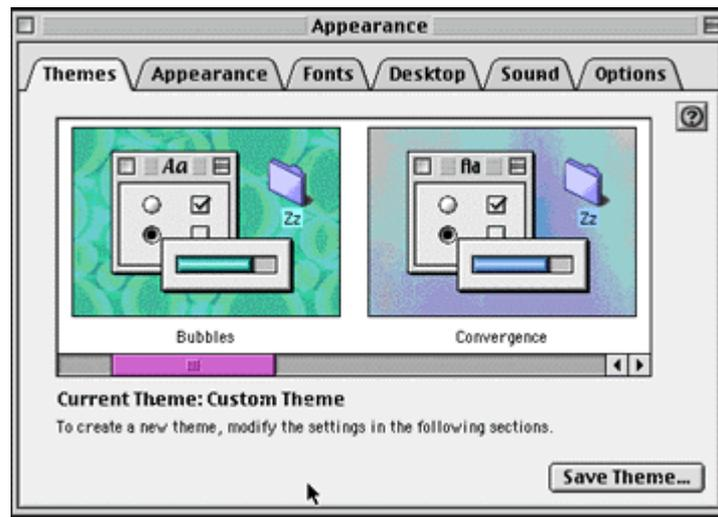 Appearance
Themes Appearance Fonts Desktop Sound Options
?
Aa Aa
Zz Zz
Bubbles Convergence
Current Theme: Custom Theme
To create a new theme, modify the settings in the following sections.
Save Theme...